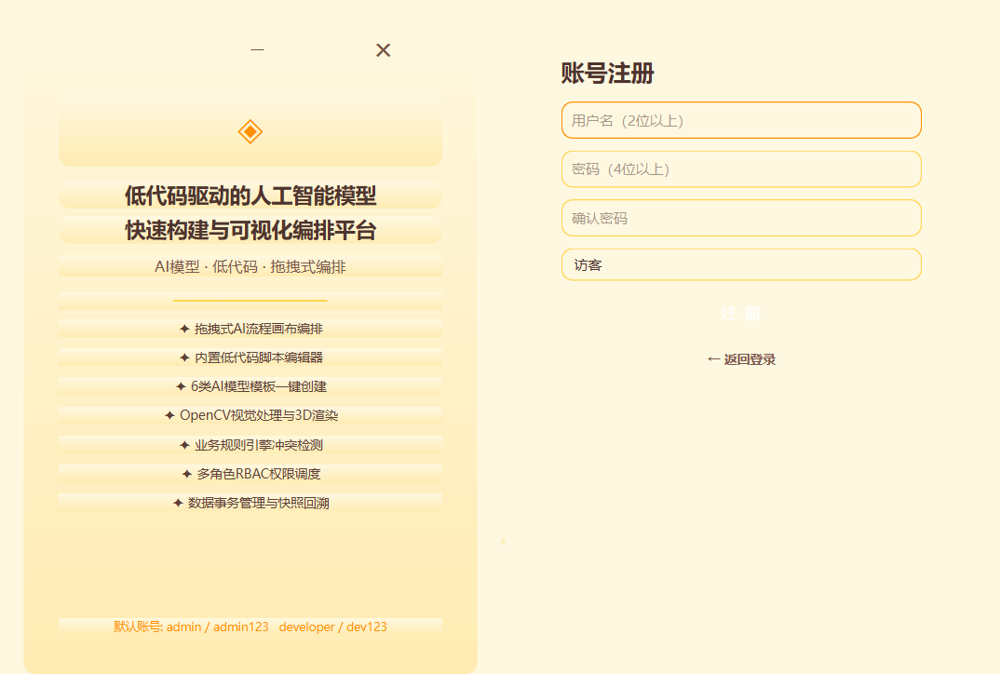 低代码驱动的人工智能模型
快速构建与可视化编排平台
AI模型 · 低代码 · 拖拽式编排
✦ 拖拽式AI流程画布编排
✦ 内置低代码脚本编辑器
✦ 6类AI模型模板一键创建
✦ OpenCV视觉处理与3D渲染
✦ 业务规则引擎冲突检测
✦ 多角色RBAC权限调度
✦ 数据事务管理与快照回溯
默认账号: admin / admin123   developer / dev123
账号注册
用户名（2位以上）
密码（4位以上）
确认密码
访客
注 册
← 返回登录